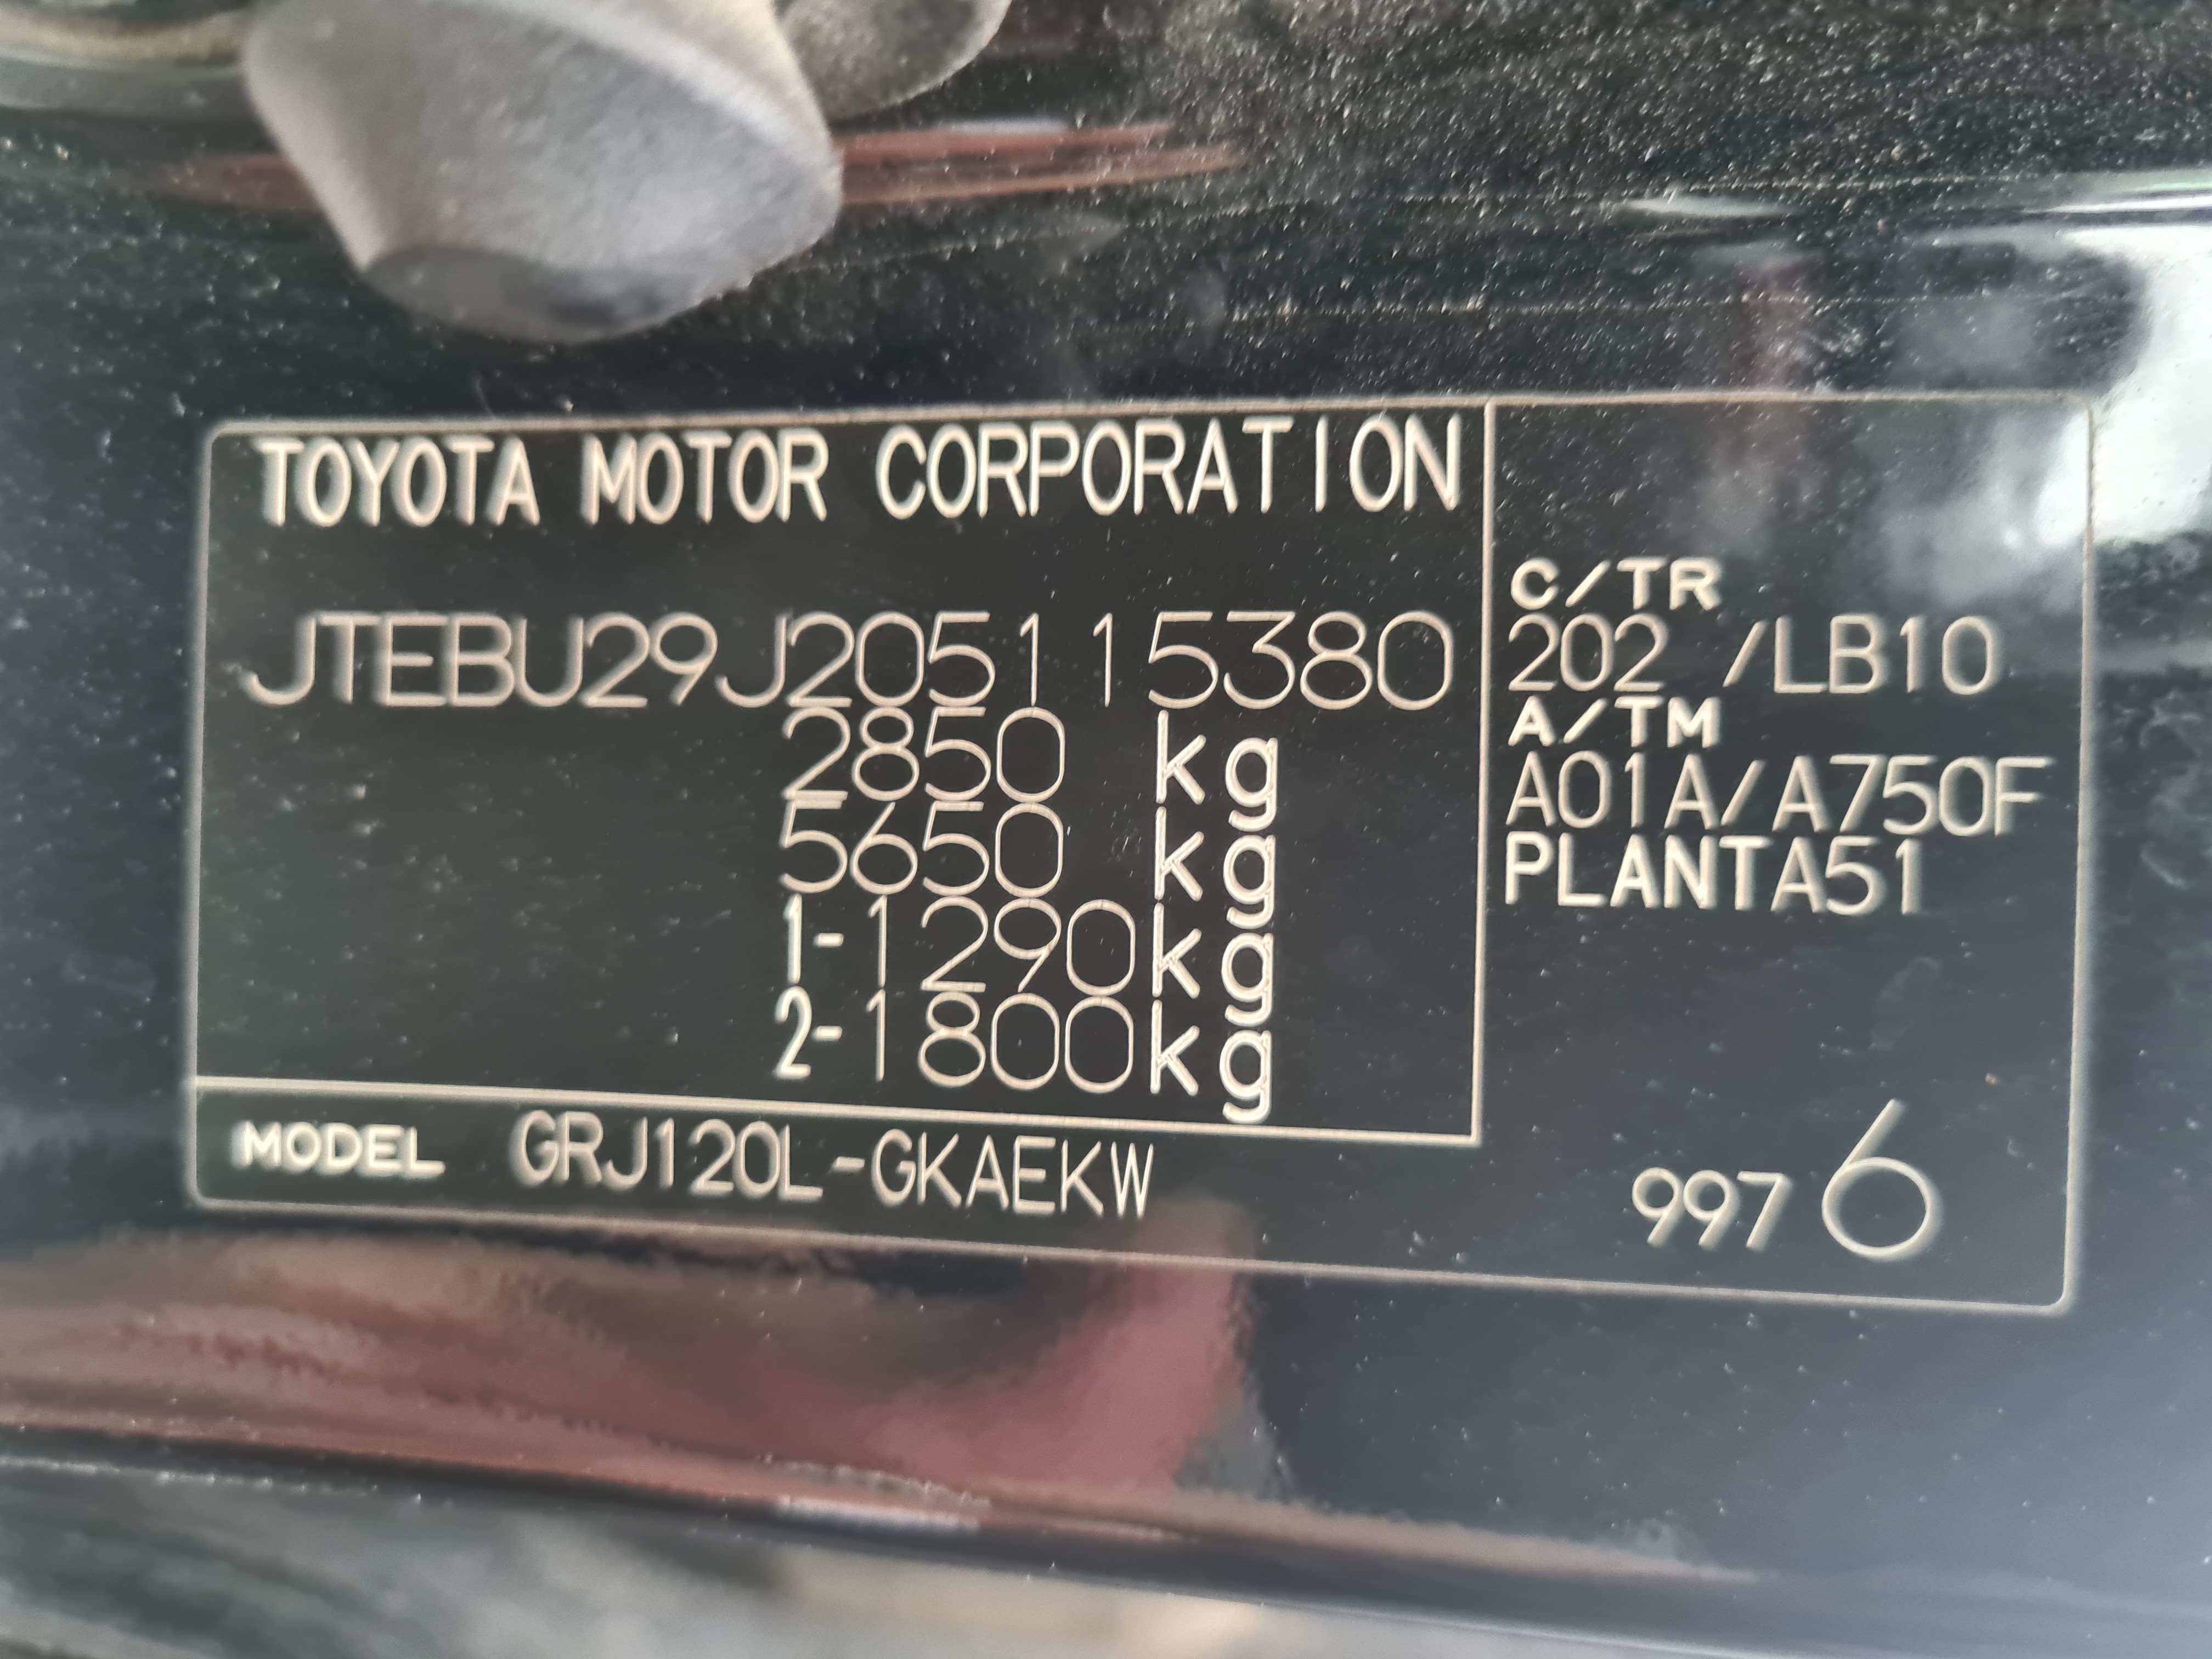 TOYOTA MOTOR CORPORATION
JTEBU29J205115380
2850 kg
5650 kg
1-1290kg
2-1800kg
MODEL GRJ120L-GKAEKW
C/TR
202 /LB10
A/TM
A01A/A750F
PLANTA51
997 6